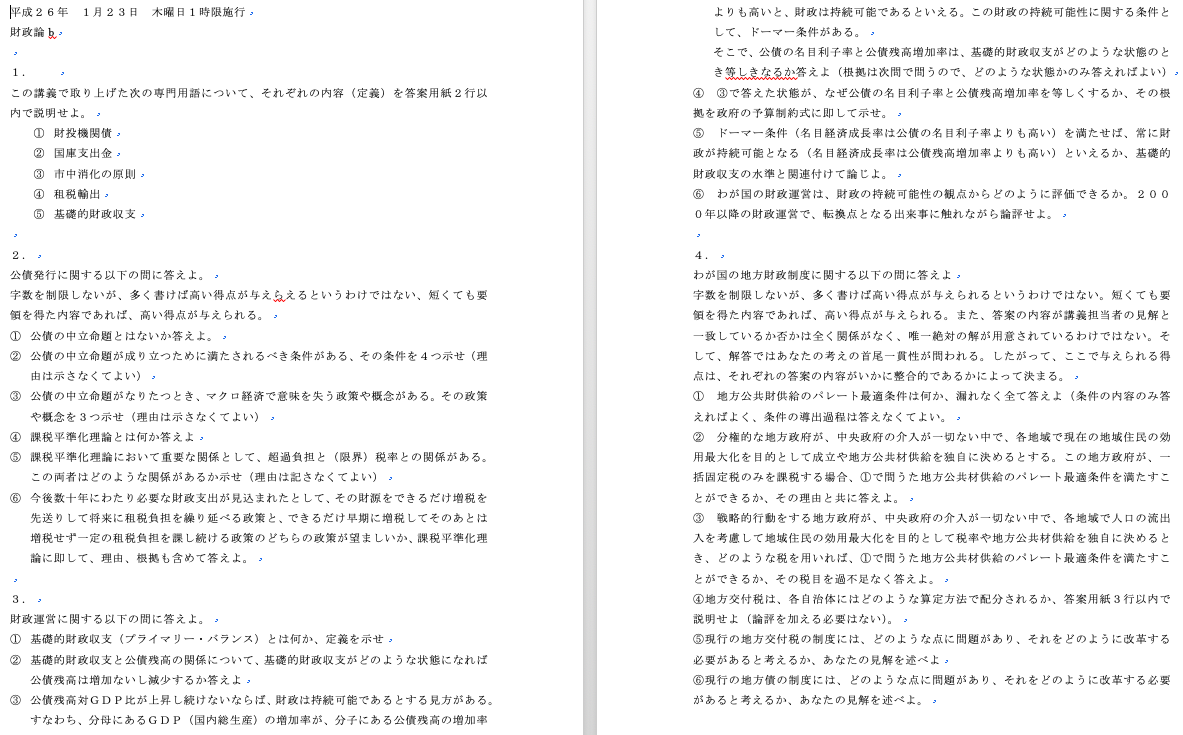 平成２６年　１月２３日　木曜日１時限施行
財政論 b
１．
この講義で取り上げた次の専門用語について、それぞれの内容（定義）を答案用紙２行以
内で説明せよ。
①　財投機関債
②　国庫支出金
③　市中消化の原則
④　租税輸出
⑤　基礎的財政収支
２．
公債発行に関する以下の問に答えよ。
字数を制限しないが、多く書けば高い得点が与えらえるというわけではない、短くても要
領を得た内容であれば、高い得点が与えられる。
①　公債の中立命題とはないか答えよ。
②　公債の中立命題が成り立つために満たされるべき条件がある、その条件を４つ示せ（理
由は示さなくてよい）
③　公債の中立命題がなりたつとき、マクロ経済で意味を失う政策や概念がある。その政策
や概念を３つ示せ（理由は示さなくてよい）
④　課税平準化理論とは何か答えよ
⑤　課税平準化理論において重要な関係として、超過負担と（限界）税率との関係がある。
この両者はどのような関係があるか示せ（理由は記さなくてよい）
⑥　今後数十年にわたり必要な財政支出が見込まれたとして、その財源をできるだけ増税を
先送りして将来に租税負担を繰り延べる政策と、できるだけ早期に増税してそのあとは
増税せず一定の租税負担を課し続ける政策のどちらの政策が望ましいか、課税平準化理
論に即して、理由、根拠も含めて答えよ。
３．
財政運営に関する以下の問に答えよ。
①　基礎的財政収支（プライマリー・バランス）とは何か、定義を示せ
②　基礎的財政収支と公債残高の関係について、基礎的財政収支がどのような状態になれば
公債残高は増加ないし減少するか答えよ
③　公債残高対ＧＤＰ比が上昇し続けないならば、財政は持続可能であるとする見方がある。
すなわち、分母にあるＧＤＰ（国内総生産）の増加率が、分子にある公債残高の増加率
よりも高いと、財政は持続可能であるといえる。この財政の持続可能性に関する条件と
して、ドーマー条件がある。
そこで、公債の名目利子率と公債残高増加率は、基礎的財政収支がどのような状態のと
き等しきなるか答えよ（根拠は次問で問うので、どのような状態かのみ答えればよい）
④　③で答えた状態が、なぜ公債の名目利子率と公債残高増加率を等しくするか、その根
拠を政府の予算制約式に即して示せ。
⑤　ドーマー条件（名目経済成長率は公債の名目利子率よりも高い）を満たせば、常に財
政が持続可能となる（名目経済成長率は公債残高増加率よりも高い）といえるか、基礎的
財政収支の水準と関連付けて論じよ。
⑥　わが国の財政運営は、財政の持続可能性の観点からどのように評価できるか。２００
０年以降の財政運営で、転換点となる出来事に触れながら論評せよ。
４．
わが国の地方財政制度に関する以下の問に答えよ
字数を制限しないが、多く書けば高い得点が与えられるというわけではない。短くても要
領を得た内容であれば、高い得点が与えられる。また、答案の内容が講義担当者の見解と
一致しているか否かは全く関係がなく、唯一絶対の解が用意されているわけではない。そ
して、解答ではあなたの考えの首尾一貫性が問われる。したがって、ここで与えられる得
点は、それぞれの答案の内容がいかに整合的であるかによって決まる。
①　地方公共財供給のパレート最適条件は何か、漏れなく全て答えよ（条件の内容のみ答
えればよく、条件の導出過程は答えなくてよい。
②　分権的な地方政府が、中央政府の介入が一切ない中で、各地域で現在の地域住民の効
用最大化を目的として成立や地方公共材供給を独自に決めるとする。この地方政府が、一
括固定税のみを課税する場合、①で問うた地方公共材供給のパレート最適条件を満たすこ
とができるか、その理由と共に答えよ。
③　戦略的行動をする地方政府が、中央政府の介入が一切ない中で、各地域で人口の流出
入を考慮して地域住民の効用最大化を目的として税率や地方公共材供給を独自に決めると
き、どのような税を用いれば、①で問うた地方公共材供給のパレート最適条件を満たすこ
とができるか、その税目を過不足なく答えよ。
④地方交付税は、各自治体にはどのような算定方法で配分されるか、答案用紙３行以内で
説明せよ（論評を加える必要はない）。
⑤現行の地方交付税の制度には、どのような点に問題があり、それをどのように改革する
必要があると考えるか、あなたの見解を述べよ
⑥現行の地方債の制度には、どのような点に問題があり、それをどのように改革する必要
があると考えるか、あなたの見解を述べよ。